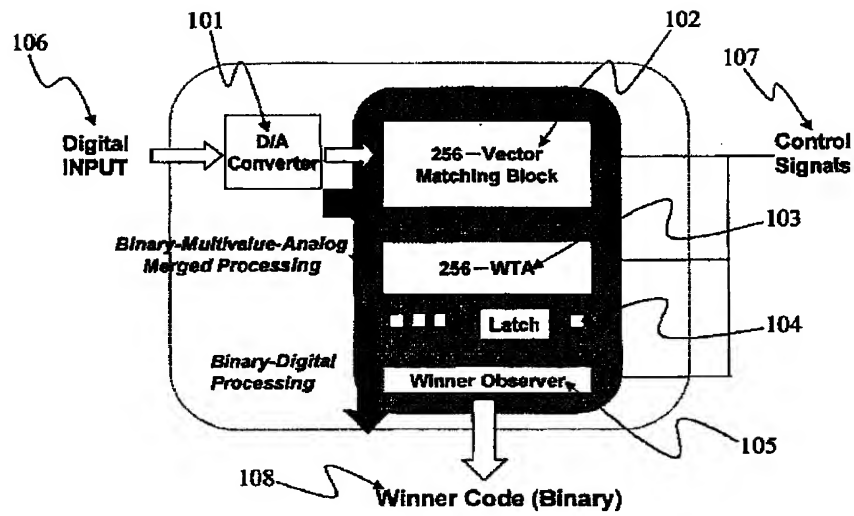 101
102
106
107
Digital
INPUT
D/A
Converter
256－Vector
Matching Block
Control
Signals
103
Binary-Multivalue-Analog
Merged Processing
256－WTA
Latch
104
Binary-Digital
Processing
Winner Observer
105
108
Winner Code (Binary)